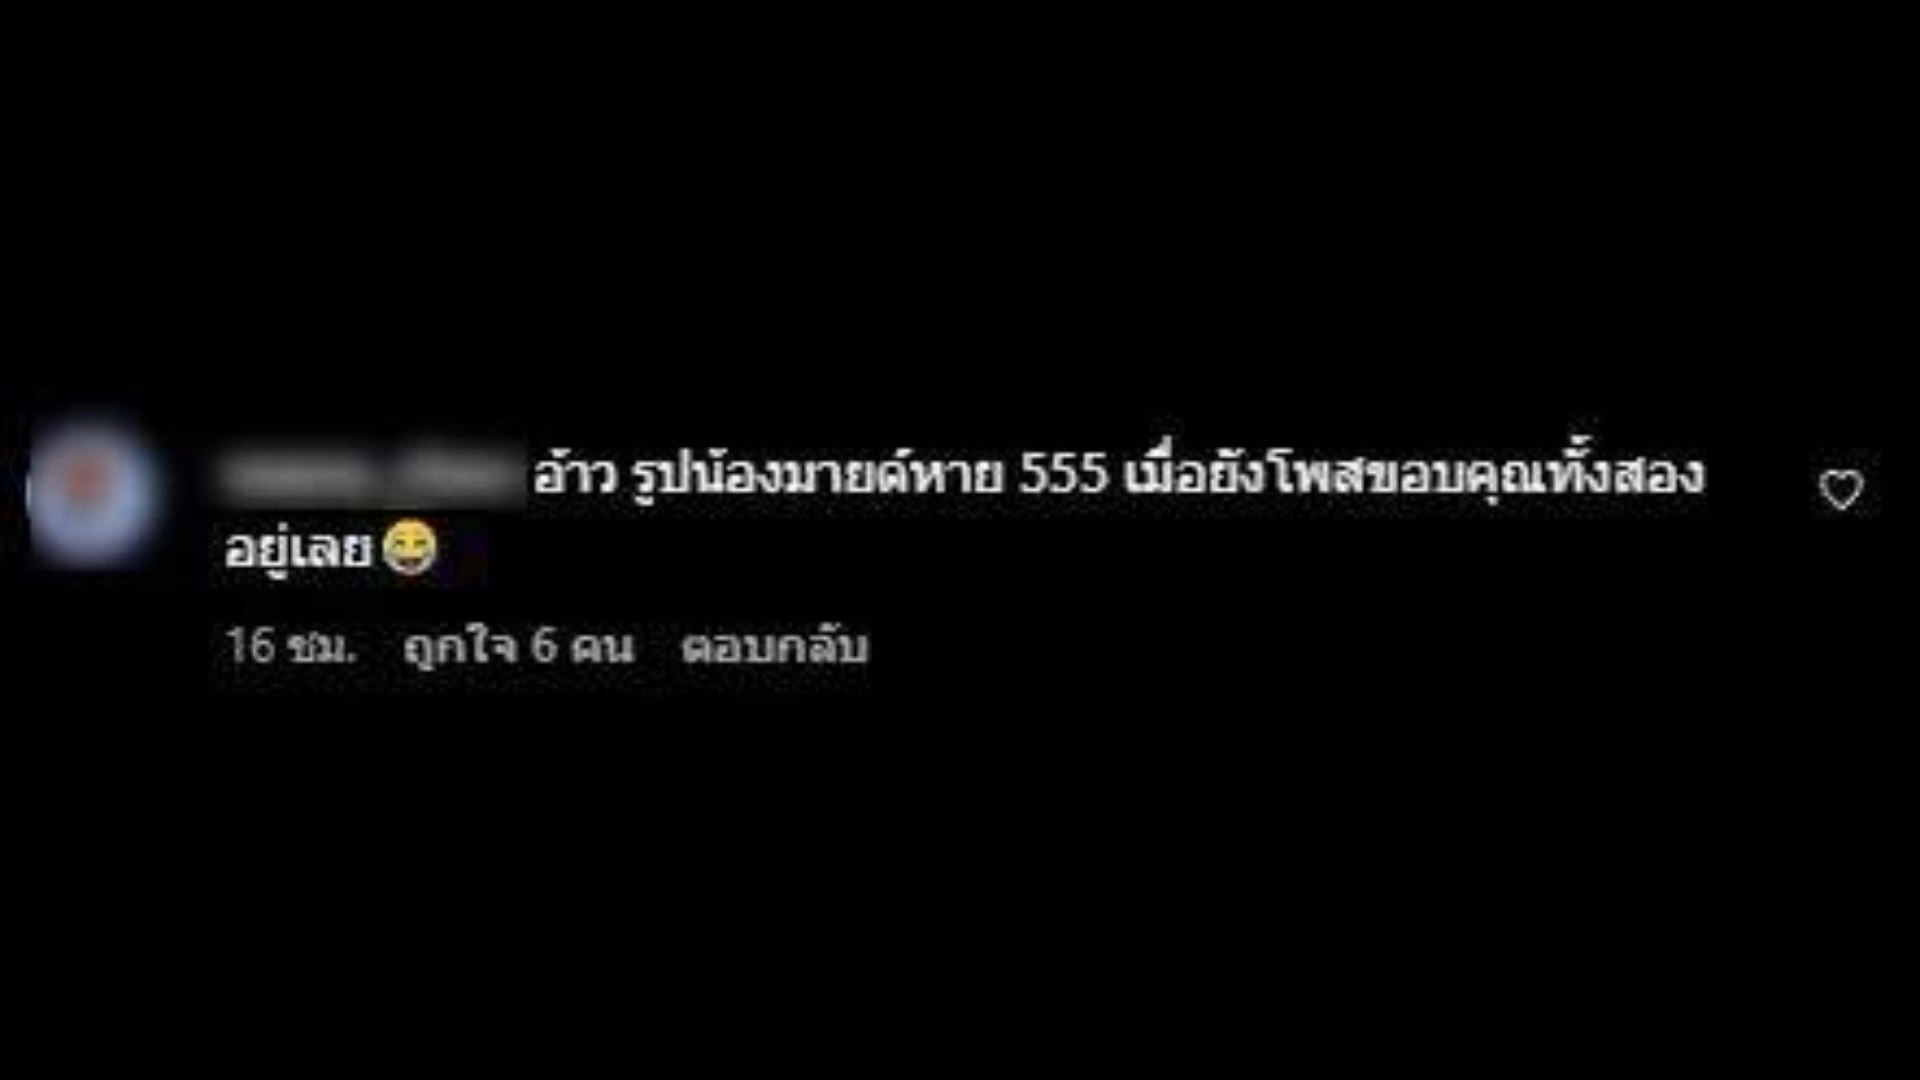 อ้าว รูปน้องมายด์หาย 555 เมื่อยังโพสขอบคุณทั้งสอง
อยู่เลย😂
16 ชม. ถูกใจ 6 คน ตอบกลับ